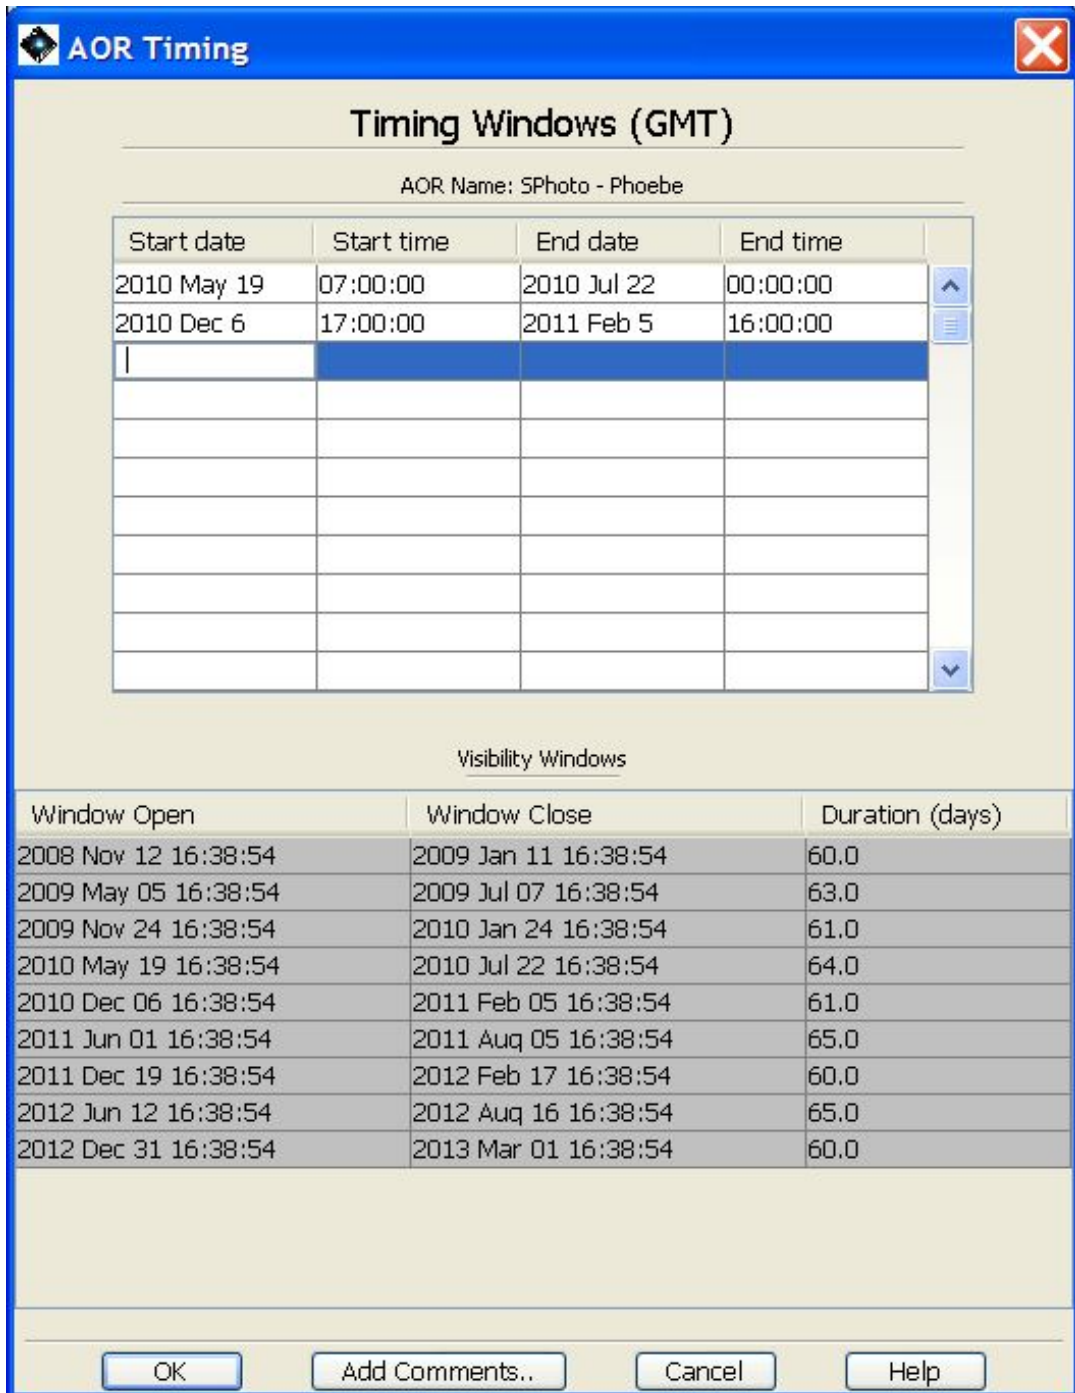 AOR Timing
Timing Windows (GMT)
AOR Name: SPhoto - Phoebe
Start date Start time End date End time
2010 May 19 07:00:00 2010 Jul 22 00:00:00
2010 Dec 6 17:00:00 2011 Feb 5 16:00:00
Visibility Windows
Window Open Window Close Duration (days)
2008 Nov 12 16:38:54 2009 Jan 11 16:38:54 60.0
2009 May 05 16:38:54 2009 Jul 07 16:38:54 63.0
2009 Nov 24 16:38:54 2010 Jan 24 16:38:54 61.0
2010 May 19 16:38:54 2010 Jul 22 16:38:54 64.0
2010 Dec 06 16:38:54 2011 Feb 05 16:38:54 61.0
2011 Jun 01 16:38:54 2011 Aug 05 16:38:54 65.0
2011 Dec 19 16:38:54 2012 Feb 17 16:38:54 60.0
2012 Jun 12 16:38:54 2012 Aug 16 16:38:54 65.0
2012 Dec 31 16:38:54 2013 Mar 01 16:38:54 60.0
OK Add Comments.. Cancel Help